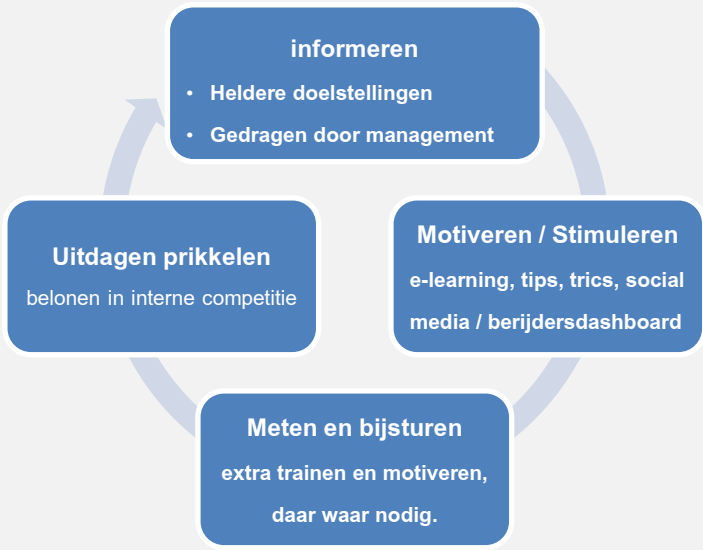 informeren
• Heldere doelstellingen
• Gedragen door management
Motiveren / Stimuleren
e-learning, tips, trics, social
media / berijdersdashboard
Meten en bijsturen
extra trainen en motiveren,
daar waar nodig.
Uitdagen prikkelen
belonen in interne competitie